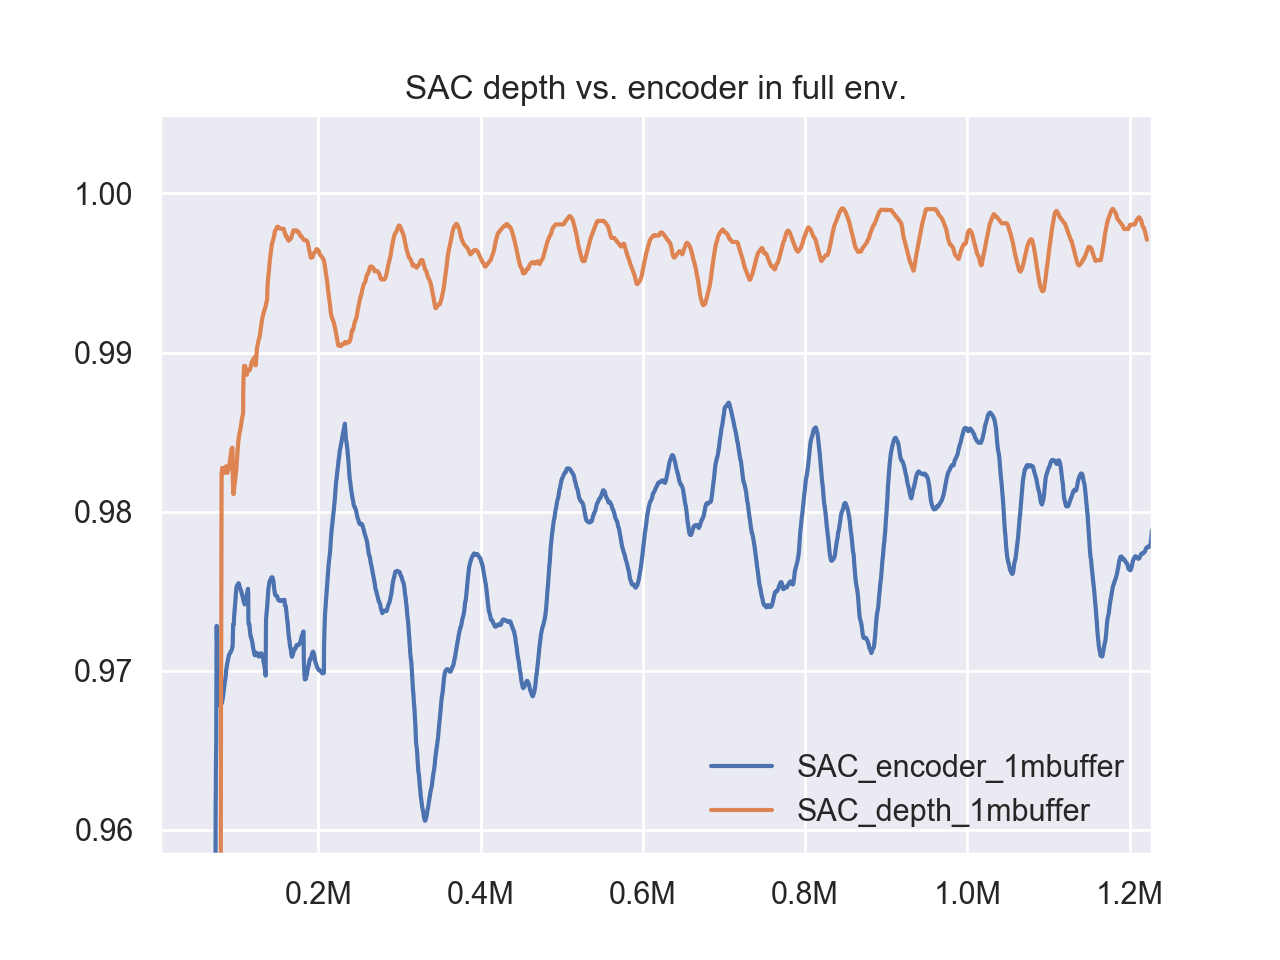 SAC depth vs. encoder in full env.
1.00
0.99
0.98
0.97
0.96
SAC_encoder_1mbuffer
SAC_depth_1mbuffer
0.2M 0.4M 0.6M 0.8M 1.0M 1.2M